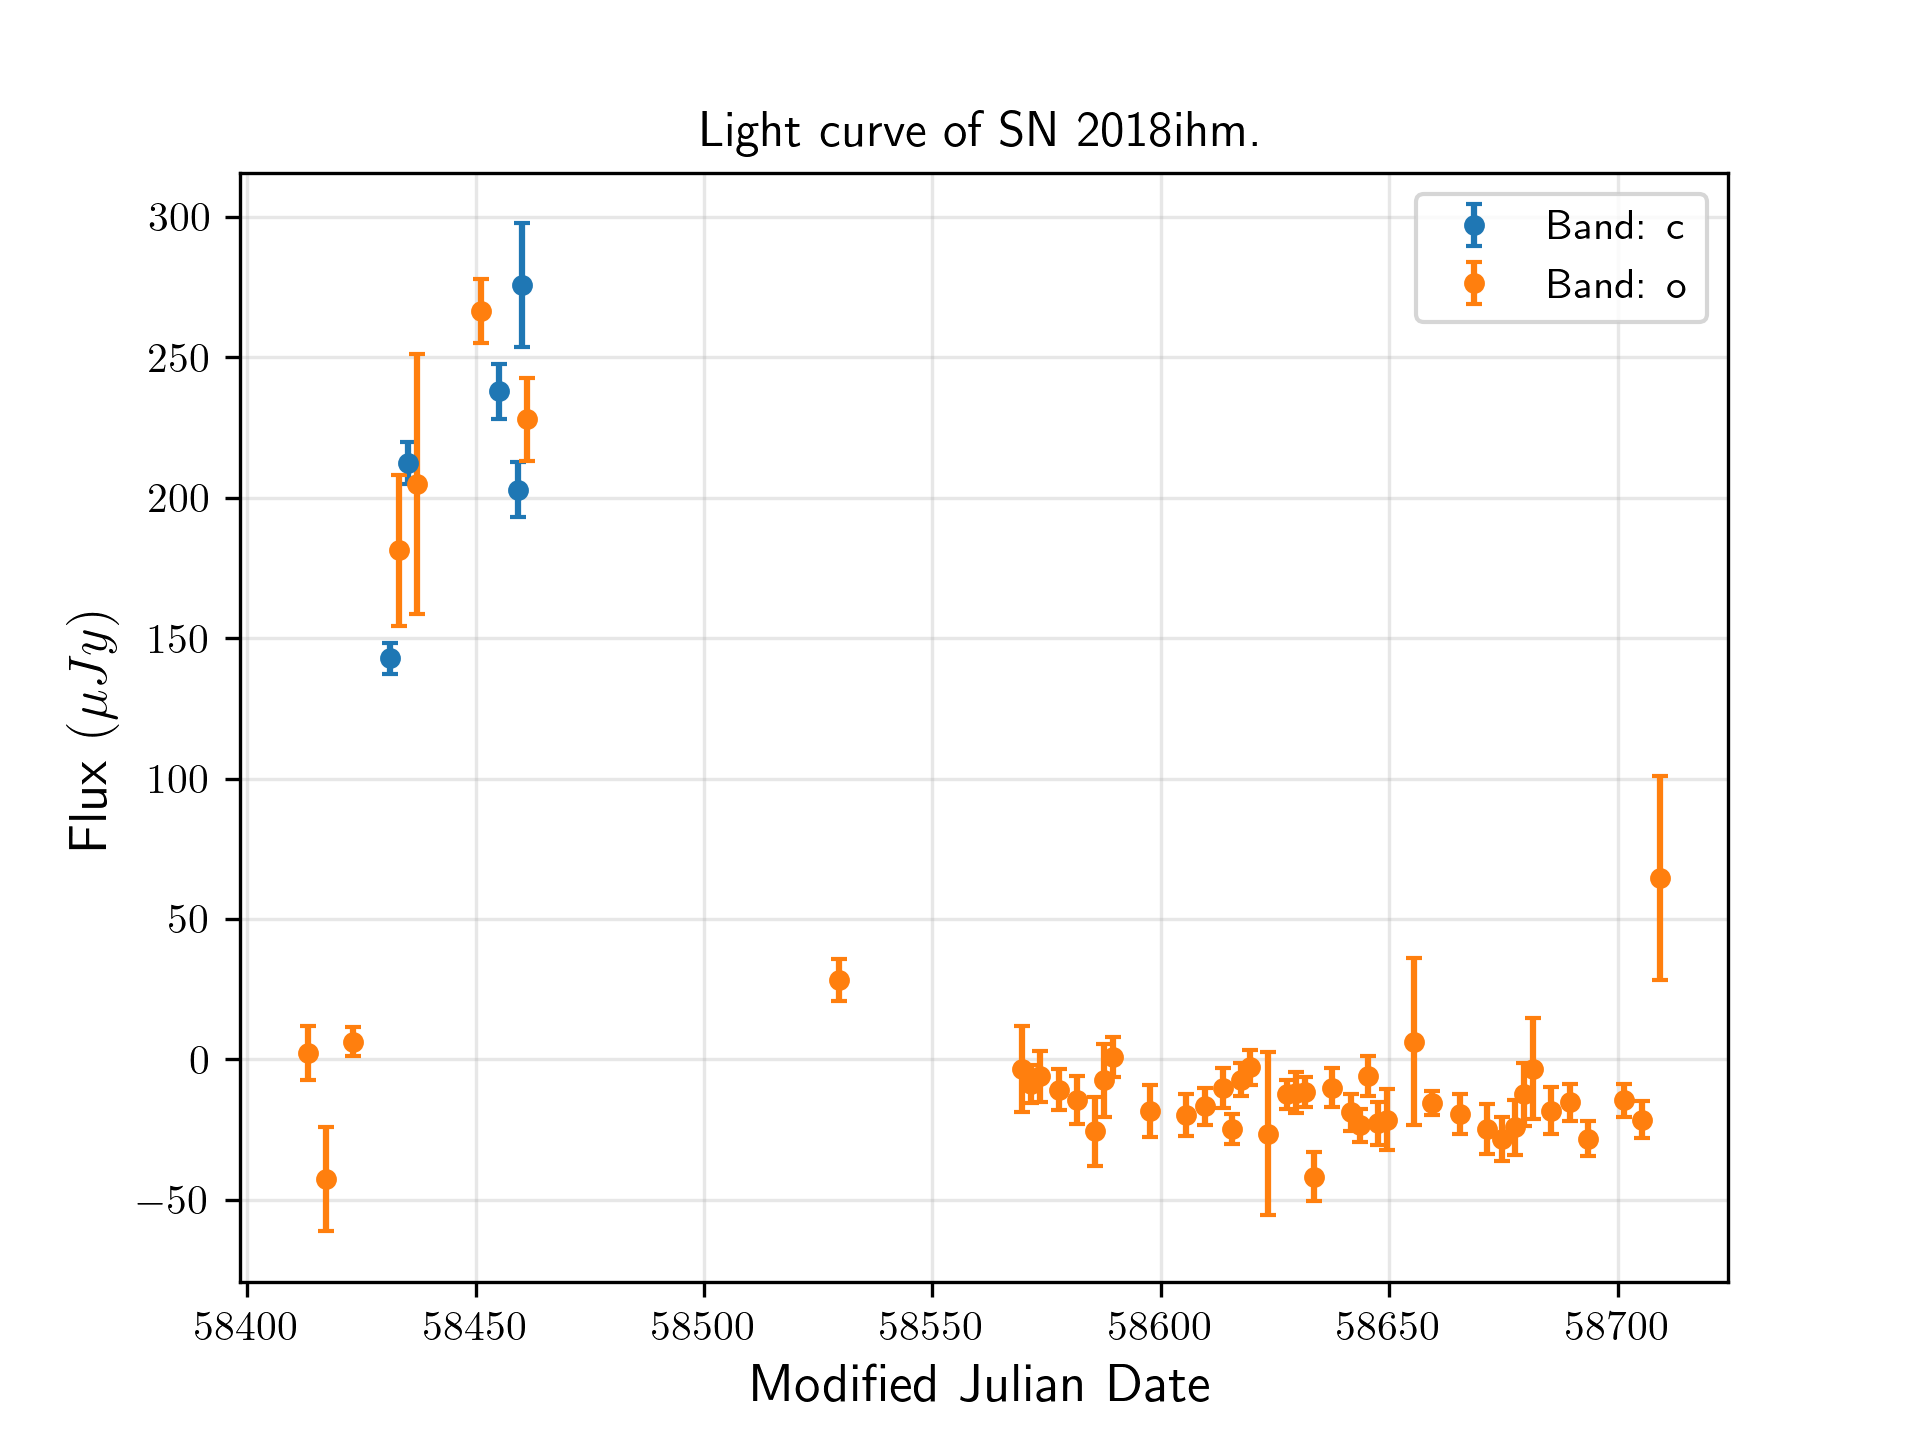 Light curve of SN 2018ihm.
Band: c
Band: o
300
250
200
150
100
50
0
−50
Flux (μJy)
58400 58450 58500 58550 58600 58650 58700
Modified Julian Date